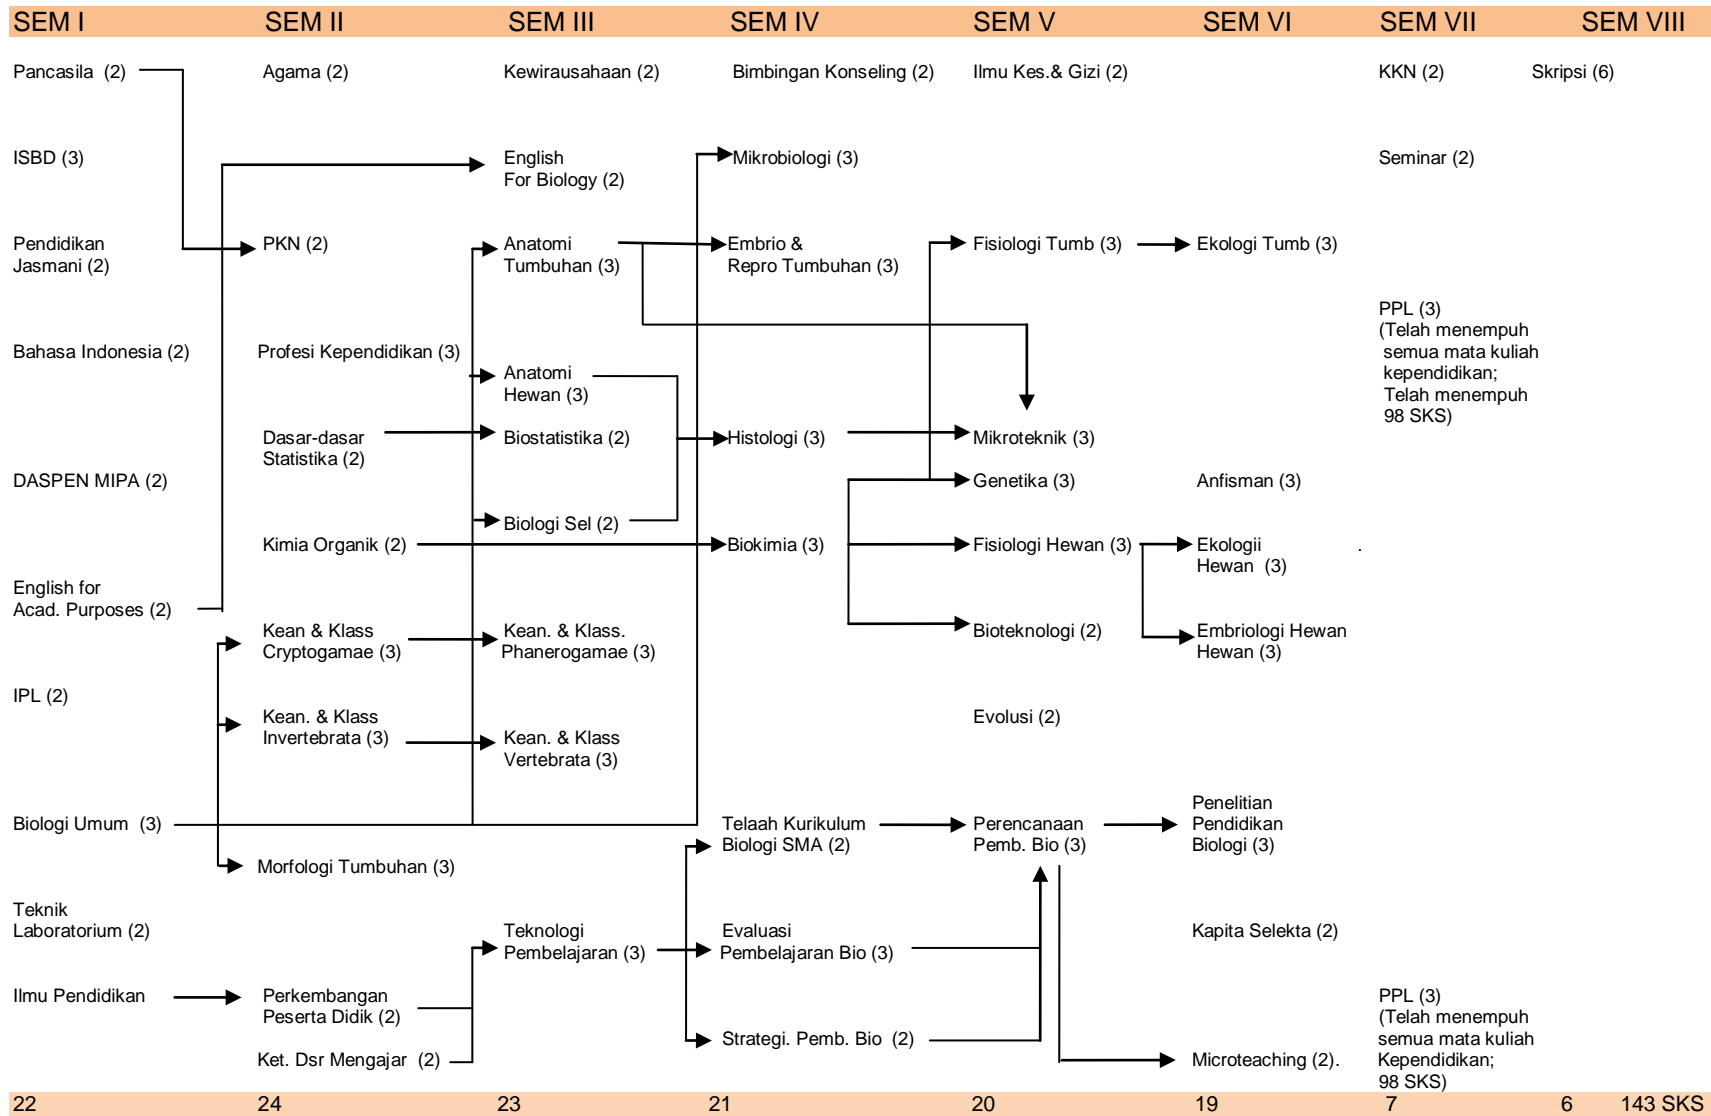 SEM I SEM II SEM III SEM IV SEM V SEM VI SEM VII SEM VIII
Pancasila (2) Agama (2) Kewirausahaan (2) Bimbingan Konseling (2) Ilmu Kes.& Gizi (2) KKN (2) Skripsi (6)
ISBD (3) English Mikrobiologi (3) Seminar (2)
For Biology (2)
Pendidikan PKN (2) Anatomi Embrio & Fisiologi Tumb (3) Ekologi Tumb (3)
Jasmani (2) Tumbuhan (3) Repro Tumbuhan (3)
PPL (3)
(Telah menempuh
Bahasa Indonesia (2) Profesi Kependidikan (3) semua mata kuliah
Anatomi kependidikan;
Hewan (3) Telah menempuh
98 SKS)
Dasar-dasar Biostatistika (2) Histologi (3) Mikroteknik (3)
Statistika (2)
DASPEN MIPA (2) Genetika (3) Anfisman (3)
Biologi Sel (2)
Kimia Organik (2) Biokimia (3) Fisiologi Hewan (3) Ekologii .
Hewan (3)
English for
Acad. Purposes (2)
Kean & Klass Kean. & Klass. Bioteknologi (2) Embriologi Hewan
Cryptogamae (3) Phanerogamae (3) Hewan (3)
IPL (2)
Kean. & Klass Evolusi (2)
Invertebrata (3) Kean. & Klass
Vertebrata (3)
Penelitian
Biologi Umum (3) Telaah Kurikulum Perencanaan Pendidikan
Biologi SMA (2) Pemb. Bio (3) Biologi (3)
Morfologi Tumbuhan (3)
Teknik
Laboratorium (2) Teknologi Evaluasi Kapita Selekta (2)
Pembelajaran (3) Pembelajaran Bio (3)
Ilmu Pendidikan Perkembangan PPL (3)
Peserta Didik (2) (Telah menempuh
Strategi. Pemb. Bio (2) semua mata kuliah
Ket. Dsr Mengajar (2) Microteaching (2). Kependidikan;
98 SKS)
22 24 23 21 20 19 7 6 143 SKS